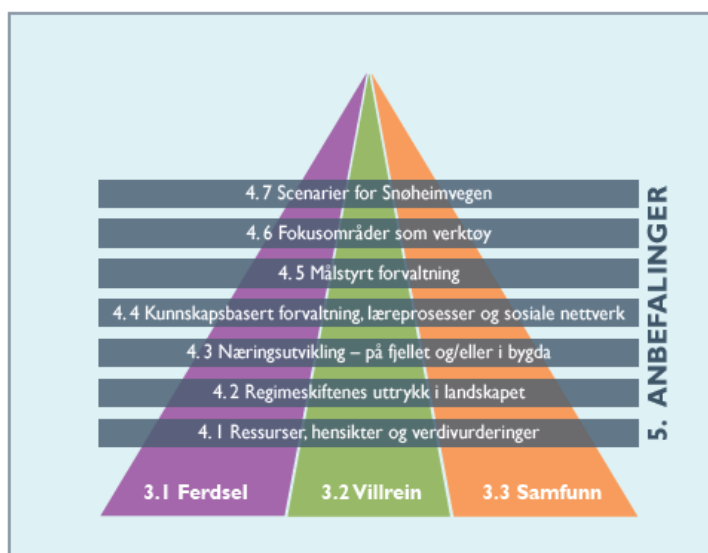 4.7 Scenarier for Snøheimvegen
4.6 Fokusområder som verktøy
4.5 Målstyrt forvaltning
4.4 Kunnskapsbasert forvaltning, læreprosesser og sosiale nettverk
4.3 Næringsutvikling – på fjellet og/eller i bygda
4.2 Regimeskiftenes uttrykk i landskapet
4.1 Ressurser, hensikter og verdivurderinger
3.1 Ferdsel
3.2 Villrein
3.3 Samfunn
5. ANBEFALINGER